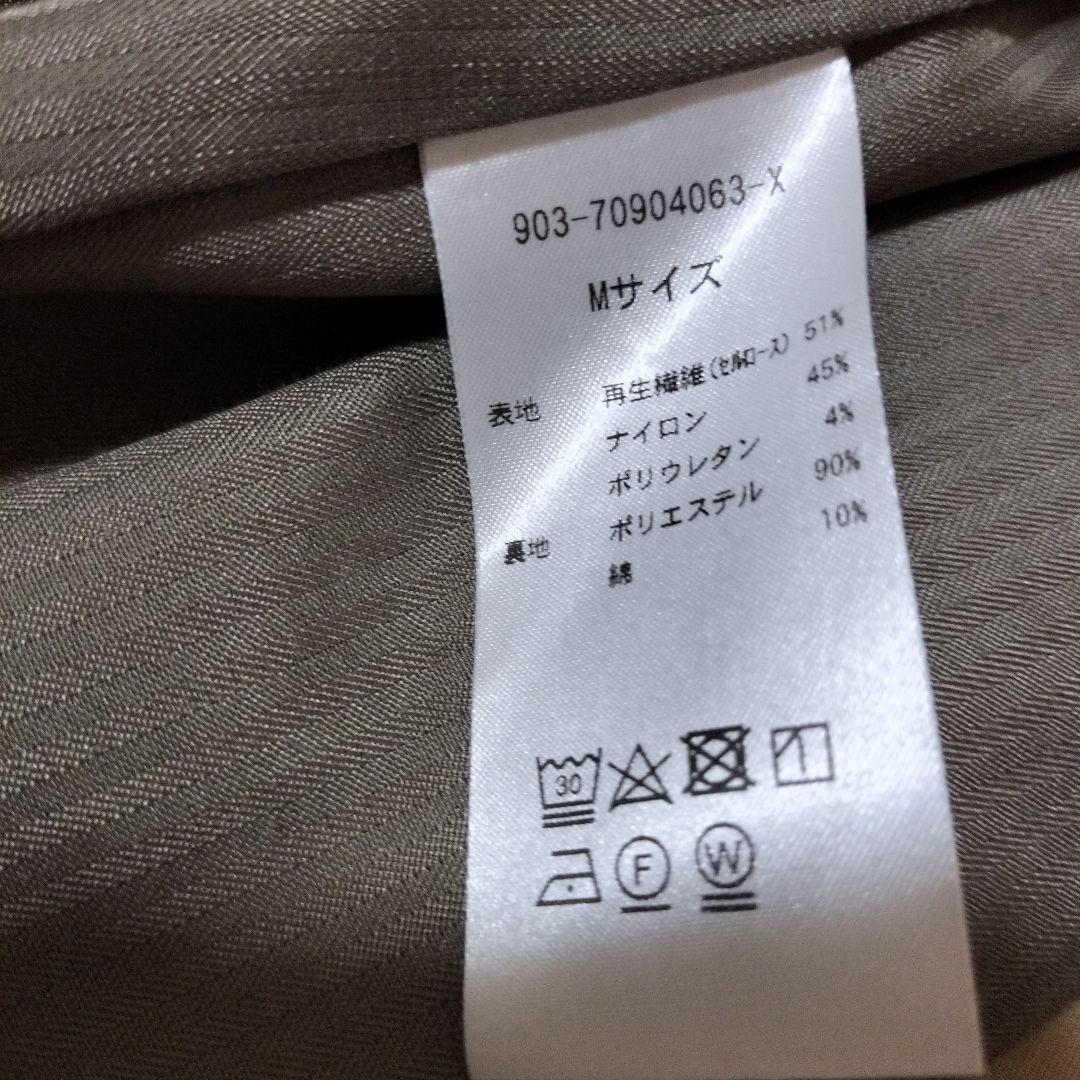 903-70904063-X
Mサイズ
表地 再生繊維(セルロース) 51%
ナイロン 45%
ポリウレタン 4%
裏地 ポリエステル 90%
綿 10%
30
F W